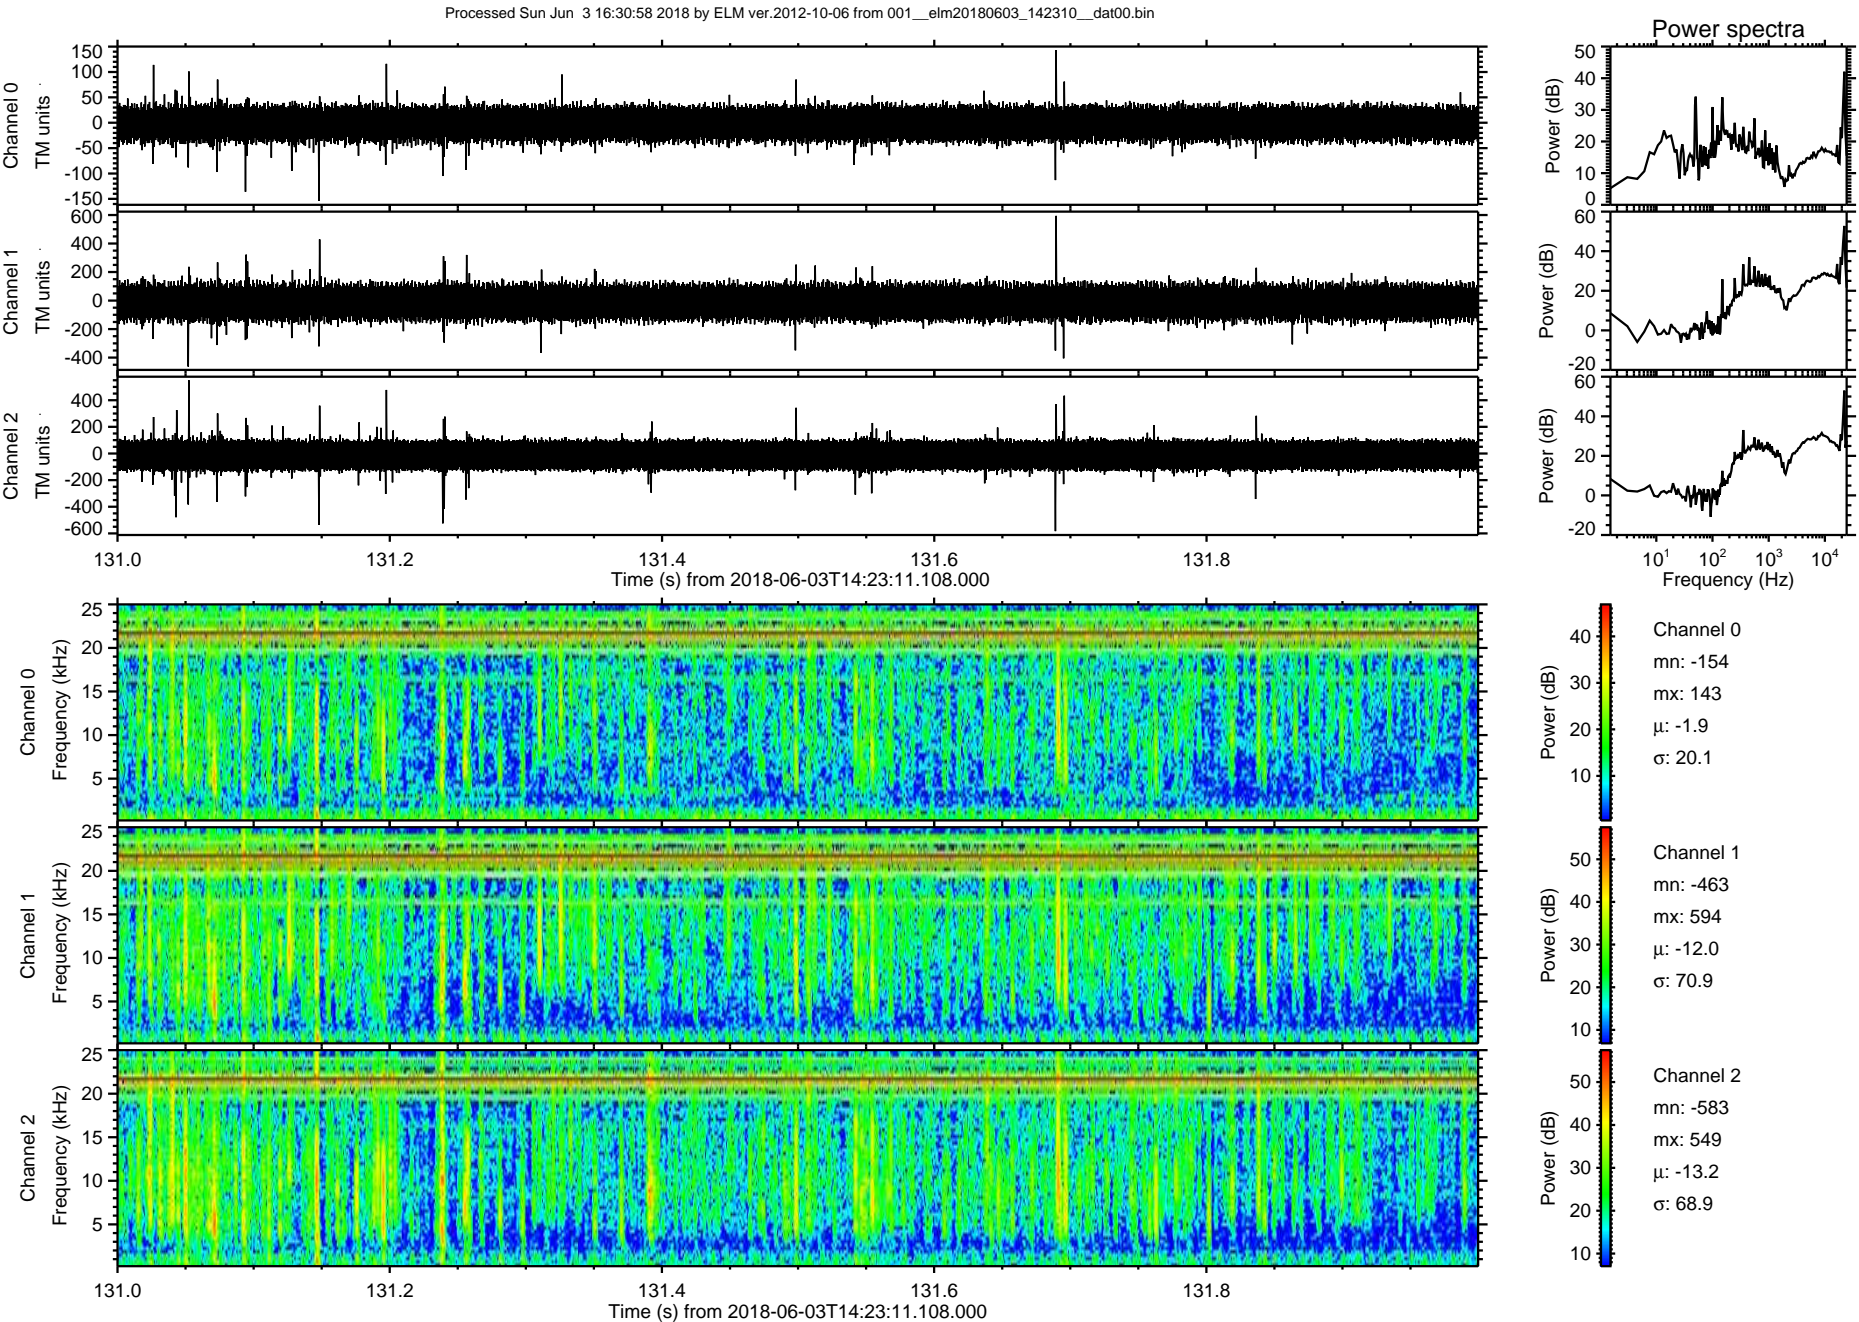 Processed Sun Jun 3 16:30:58 2018 by ELM ver.2012-10-06 from 001__elm20180603_142310__dat00.bin
Power spectra
Channel 0
TM units
150
100
50
0
-50
-100
-150
Power (dB)
50
40
30
20
10
0
Channel 1
TM units
600
400
200
0
-200
-400
Power (dB)
60
40
20
0
-20
Channel 2
TM units
400
200
0
-200
-400
-600
Power (dB)
60
40
20
0
-20
131.0 131.2 131.4 131.6 131.8
Time (s) from 2018-06-03T14:23:11.108.000
10¹ 10² 10³ 10⁴
Frequency (Hz)
Channel 0
Frequency (kHz)
25
20
15
10
5
Power (dB)
40
30
20
10
Channel 0
mn: -154
mx: 143
μ: -1.9
σ: 20.1
Channel 1
Frequency (kHz)
25
20
15
10
5
Power (dB)
50
40
30
20
10
Channel 1
mn: -463
mx: 594
μ: -12.0
σ: 70.9
Channel 2
Frequency (kHz)
25
20
15
10
5
Power (dB)
50
40
30
20
10
Channel 2
mn: -583
mx: 549
μ: -13.2
σ: 68.9
131.0 131.2 131.4 131.6 131.8
Time (s) from 2018-06-03T14:23:11.108.000